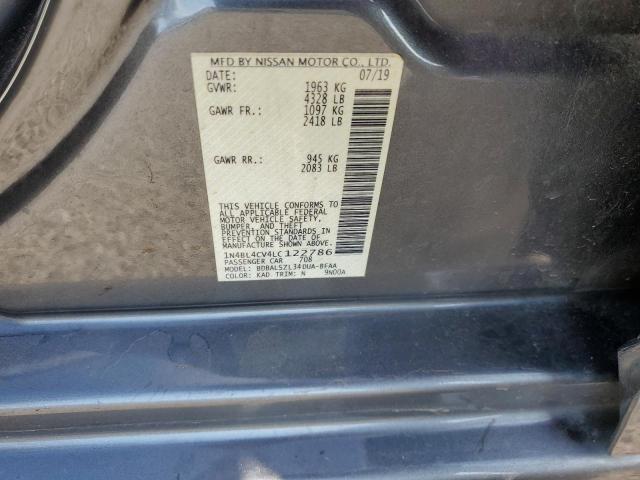 MFD BY NISSAN MOTOR CO., LTD.
DATE: 07/19
GVWR: 1963 KG
4328 LB
GAWR FR.: 1097 KG
2418 LB
GAWR RR.: 945 KG
2083 LB
THIS VEHICLE CONFORMS TO
ALL APPLICABLE FEDERAL
MOTOR VEHICLE SAFETY,
BUMPER, AND THEFT
PREVENTION STANDARDS IN
EFFECT ON THE DATE OF
MANUFACTURE SHOWN ABOVE.
1N4BL4CV4LC122786
PASSENGER CAR 708
MODEL: BDBALSZL34DUA-BFAA
COLOR: KAD TRIM: N 9N00A